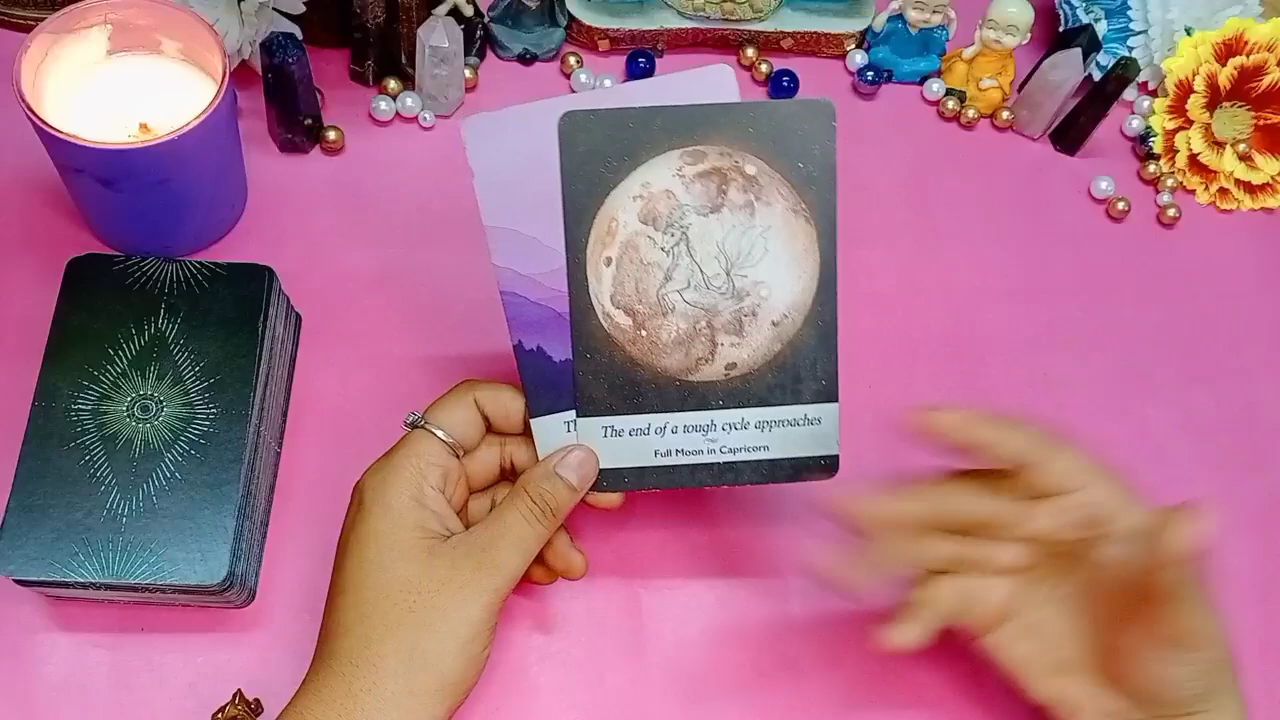 The end of a tough cycle approaches
Full Moon in Capricorn